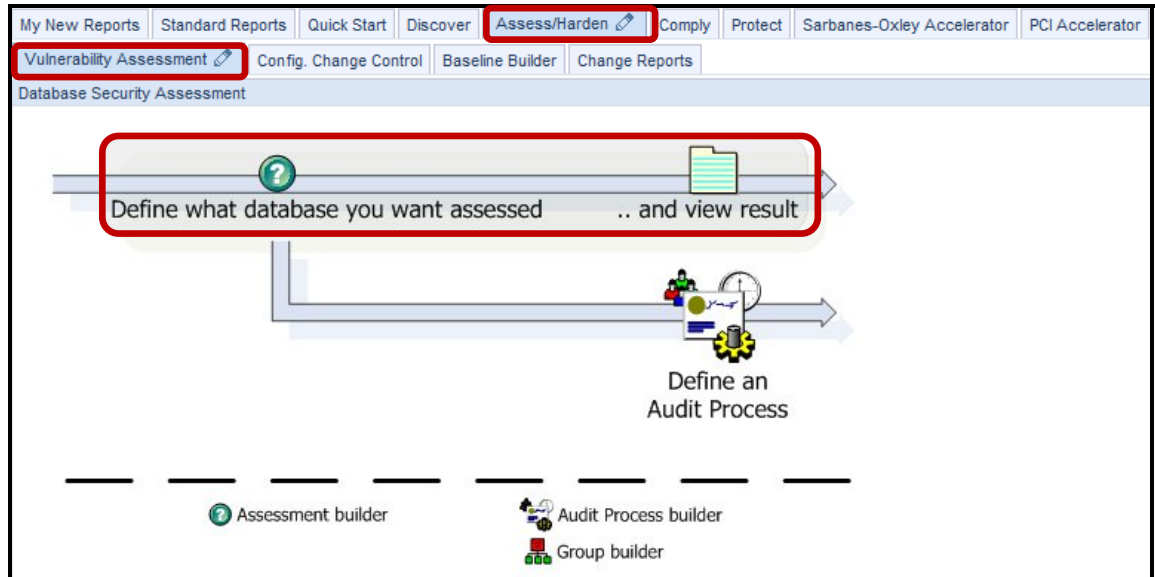 My New Reports Standard Reports Quick Start Discover Assess/Harden Comply Protect Sarbanes-Oxley Accelerator PCI Accelerator
Vulnerability Assessment Config. Change Control Baseline Builder Change Reports
Database Security Assessment
Define what database you want assessed .. and view result
Define an
Audit Process
Assessment builder Audit Process builder
Group builder